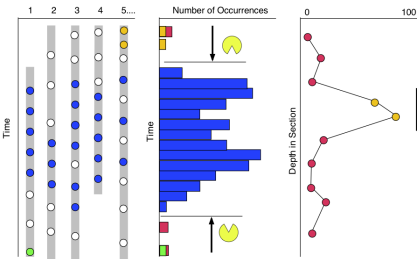 1 2 3 4 5....
Number of Occurrences
0 100
Time
Time
Depth in Section